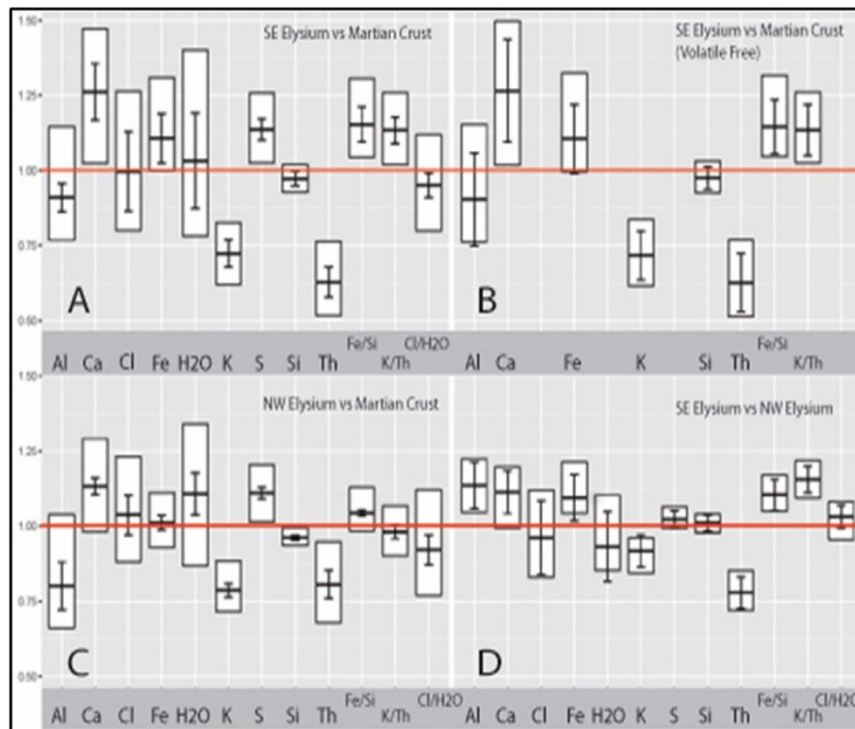 1.50
1.25
1.00
0.75
0.50
SE Elysium vs Martian Crust
A
SE Elysium vs Martian Crust
(Volatile Free)
B
Fe/Si Cl/H2O
Al Ca Cl Fe H2O K S Si Th K/Th
Fe/Si
Al Ca Fe K Si Th K/Th
1.50
1.25
1.00
0.75
0.50
NW Elysium vs Martian Crust
C
SE Elysium vs NW Elysium
D
Fe/Si Cl/H2O
Al Ca Cl Fe H2O K S Si Th K/Th
Fe/Si Cl/H2O
Al Ca Cl Fe H2O K S Si Th K/Th